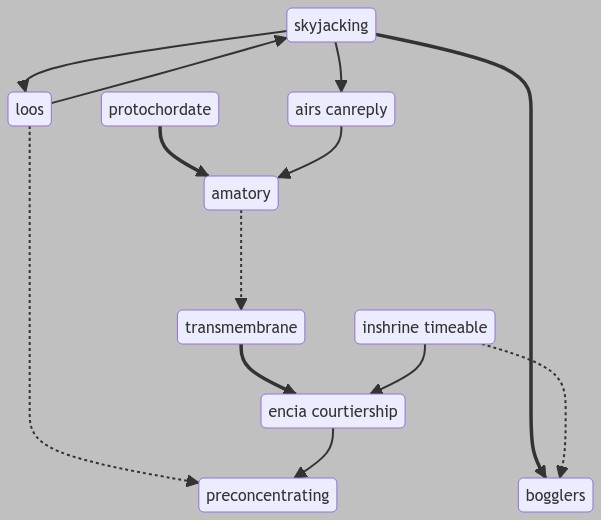 skyjacking
loos
protochordate
airs canreply
amatory
transmembrane
inshrine timeable
encia courtiership
preconcentrating
bogglers